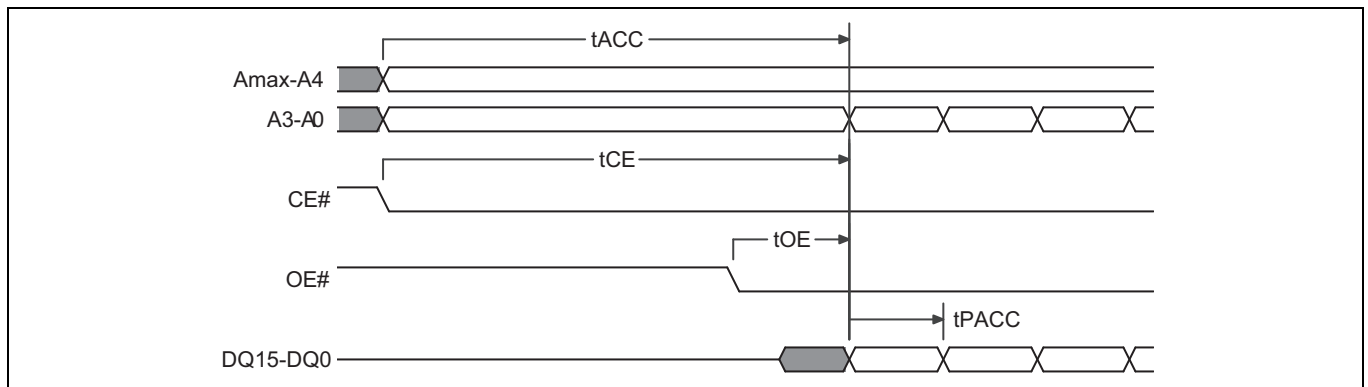 tACC
Amax-A4
A3-A0
tCE
CE#
tOE
OE#
tPACC
DQ15-DQ0